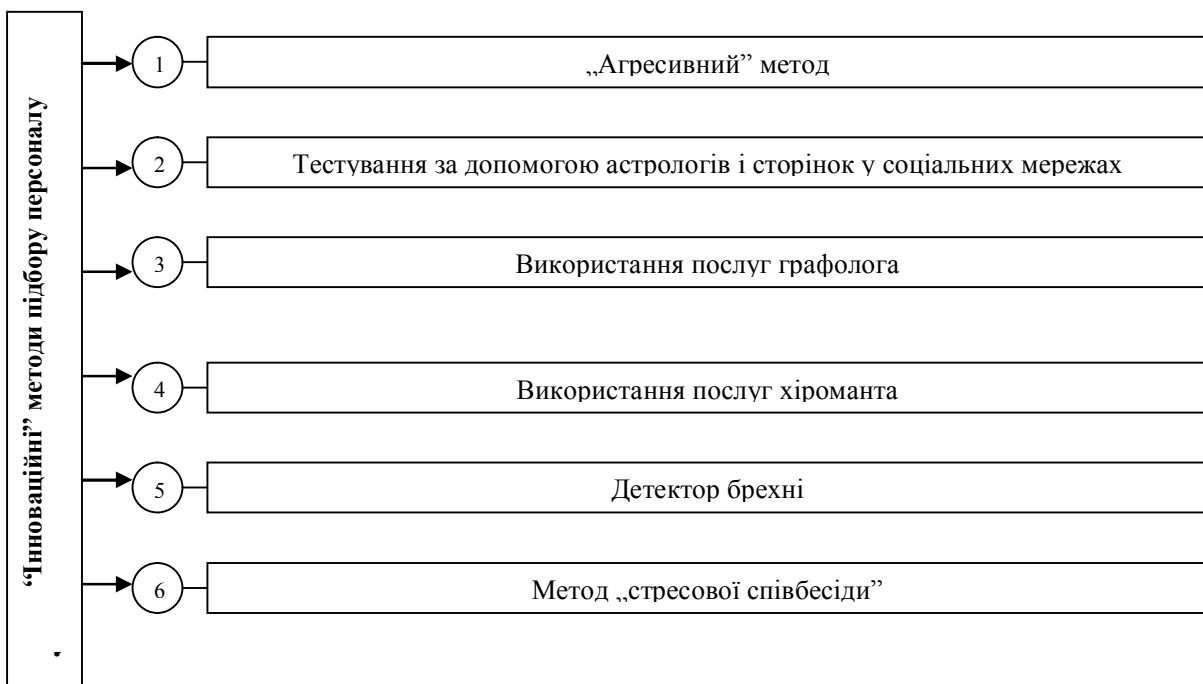 “Інноваційні” методи підбору персоналу
1
„Агресивний” метод
2
Тестування за допомогою астрологів і сторінок у соціальних мережах
3
Використання послуг графолога
4
Використання послуг хіроманта
5
Детектор брехні
6
Метод „стресової співбесіди”